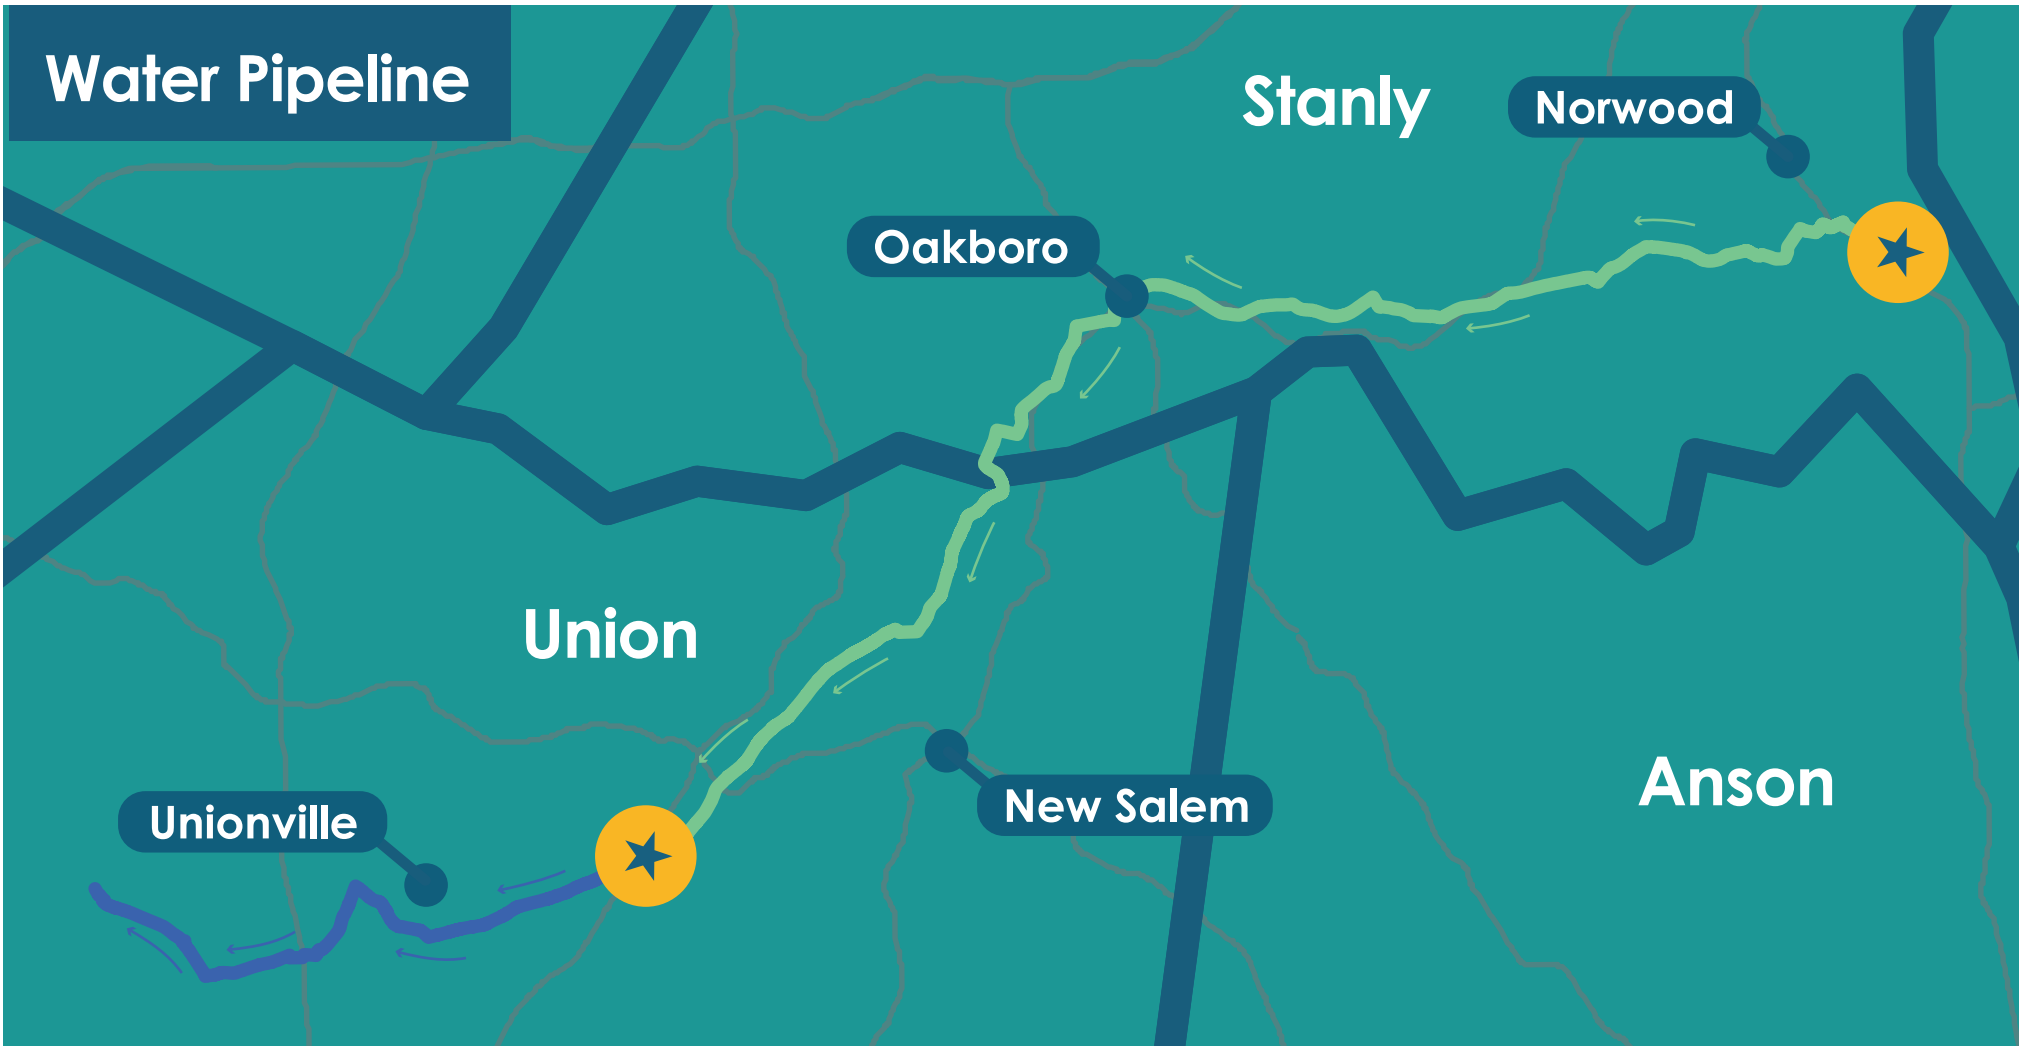 Water Pipeline
Stanly
Norwood
Oakboro
Union
Anson
New Salem
Unionville